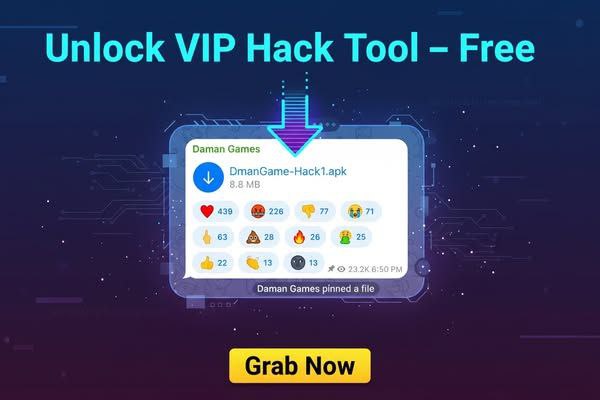 Unlock VIP Hack Tool – Free
Daman Games
DmanGame-Hack1.apk
8.8 MB
439 226 77 71
63 28 26 25
22 13 13 23.2K 6:50 PM
Daman Games pinned a file
Grab Now